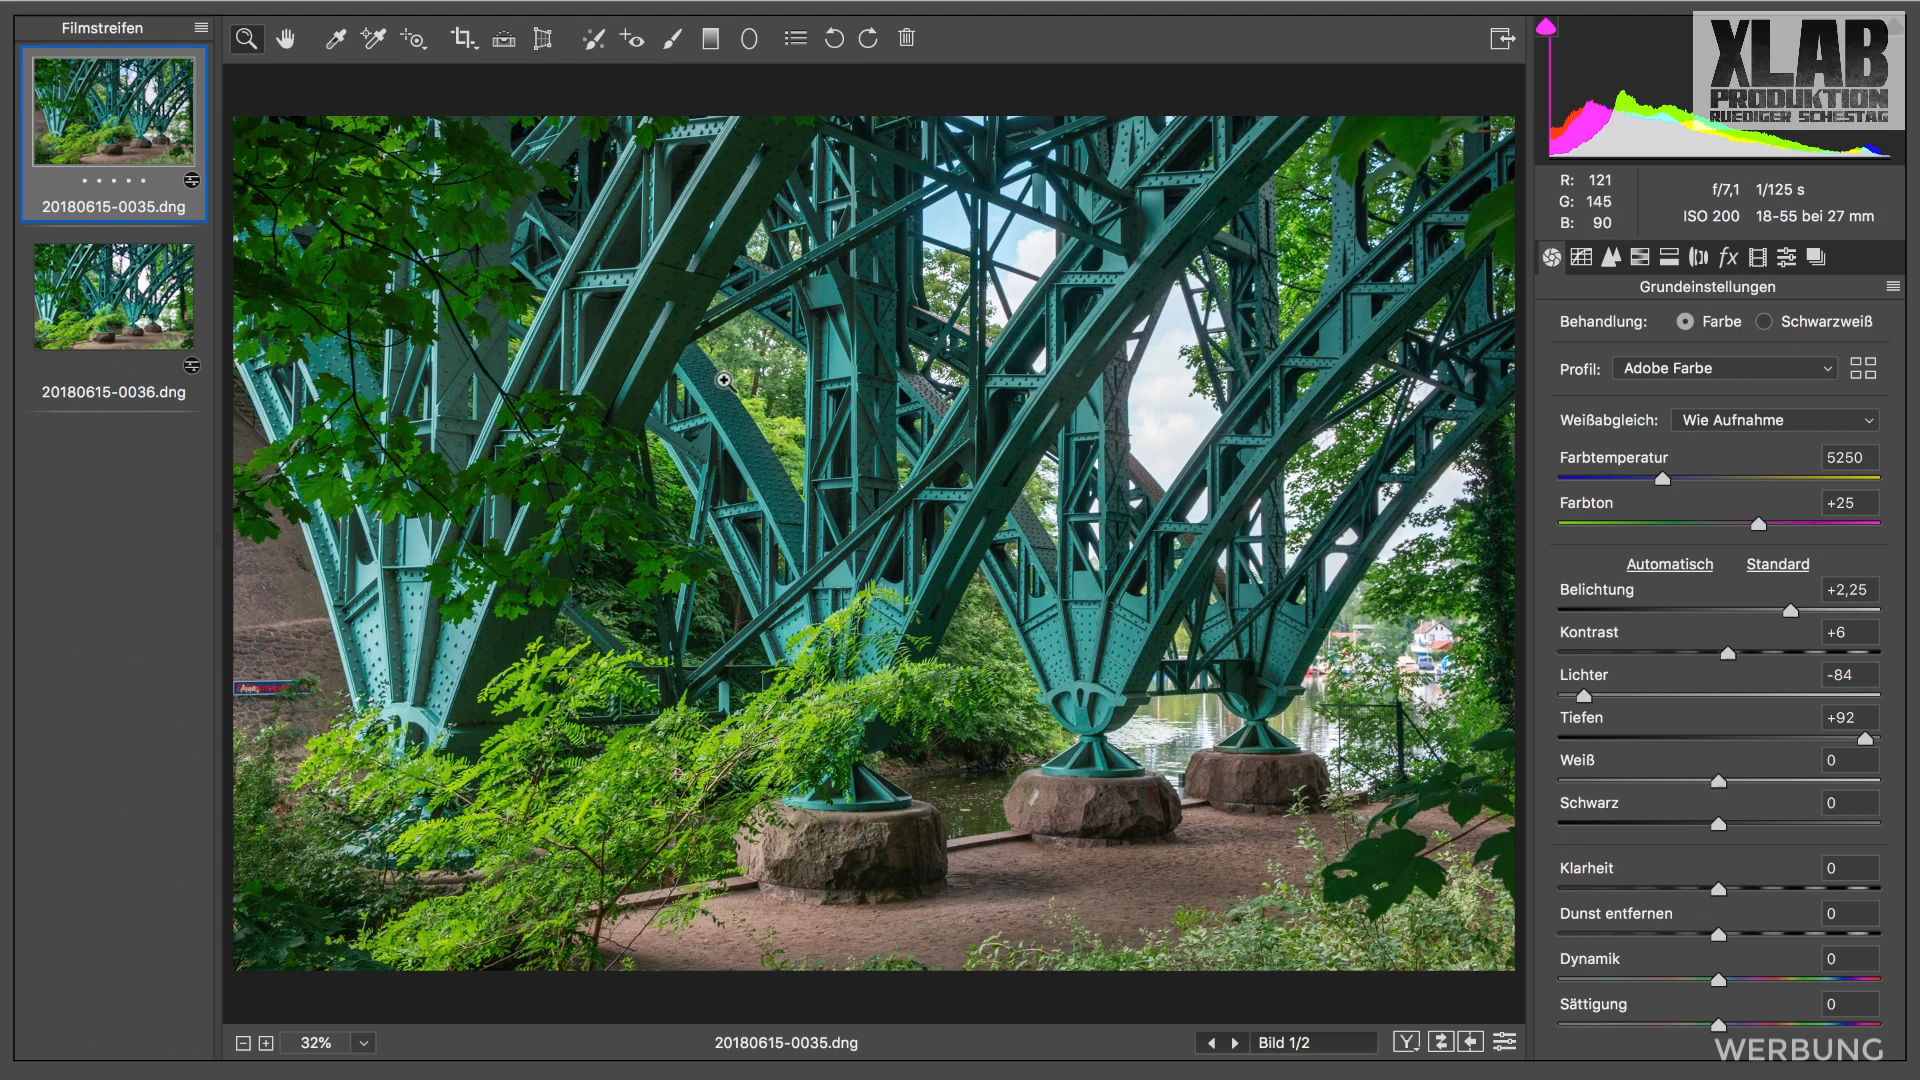 Filmstreifen
20180615-0035.dng
20180615-0036.dng
32%
20180615-0035.dng
Bild 1/2
XLAB
PRODUKTION
RUEDIGER SCHESTAG
R: 121
G: 145
B: 90
f/7,1 1/125 s
ISO 200 18-55 bei 27 mm
fx
Grundeinstellungen
Behandlung: Farbe Schwarzweiß
Profil: Adobe Farbe
Weißabgleich: Wie Aufnahme
Farbtemperatur 5250
Farbton +25
Automatisch Standard
Belichtung +2,25
Kontrast +6
Lichter -84
Tiefen +92
Weiß 0
Schwarz 0
Klarheit 0
Dunst entfernen 0
Dynamik 0
Sättigung 0
WERBUNG